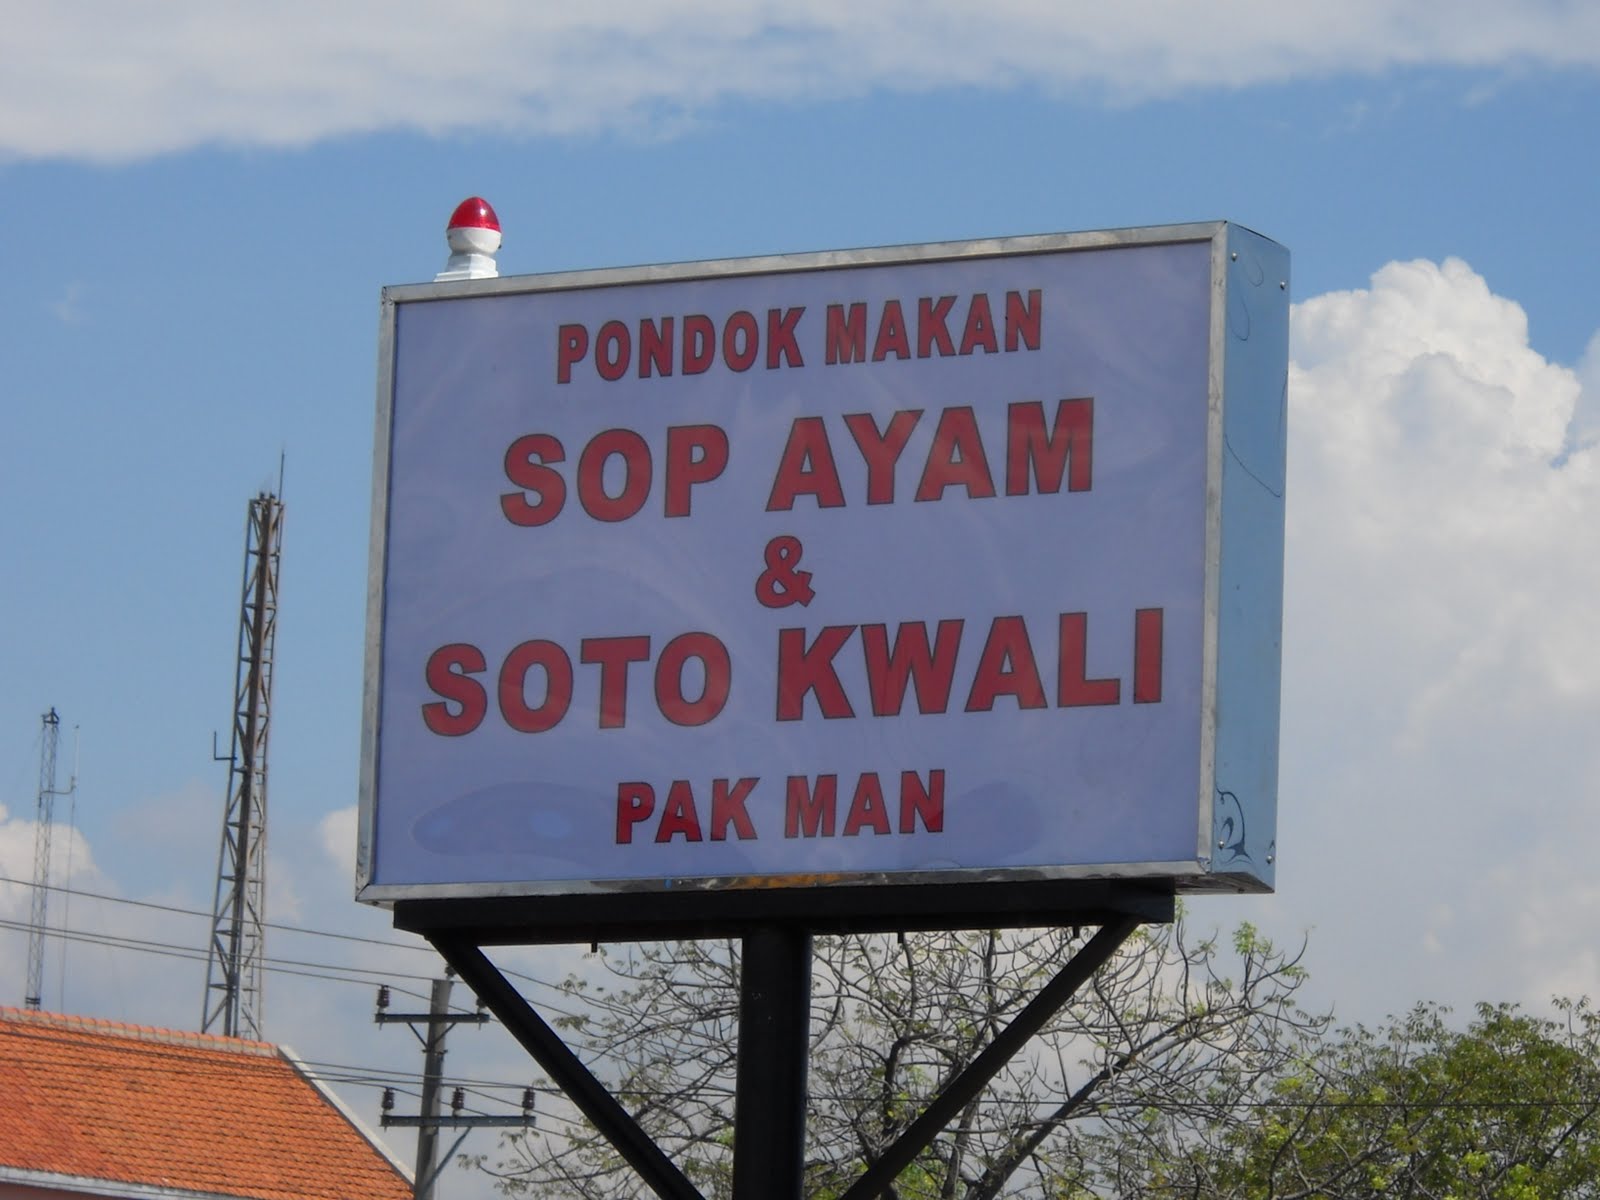 PONDOK MAKAN
SOP AYAM
&
SOTO KWALI
PAK MAN